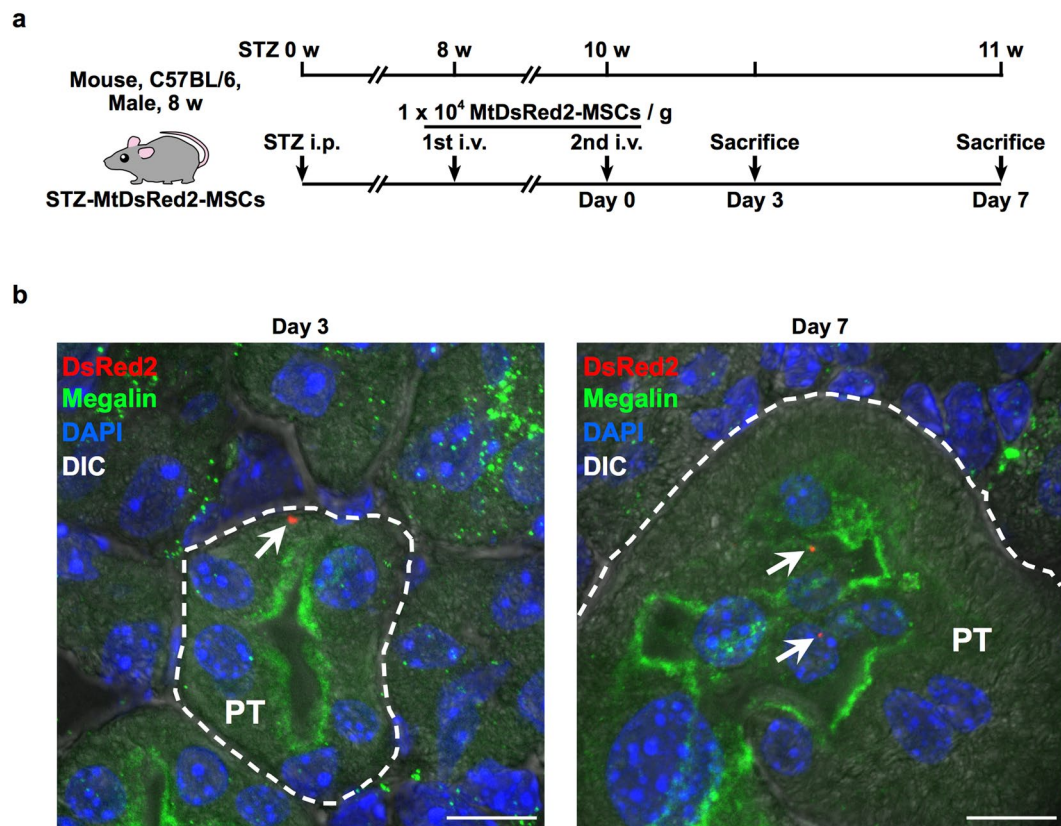 a
STZ 0 w 8 w 10 w 11 w
Mouse, C57BL/6,
Male, 8 w
1 x 10⁴ MtDsRed2-MSCs / g
STZ i.p. 1st i.v. 2nd i.v. Sacrifice Sacrifice
STZ-MtDsRed2-MSCs
Day 0 Day 3 Day 7
b
Day 3
DsRed2
Megalin
DAPI
DIC
PT
Day 7
DsRed2
Megalin
DAPI
DIC
PT